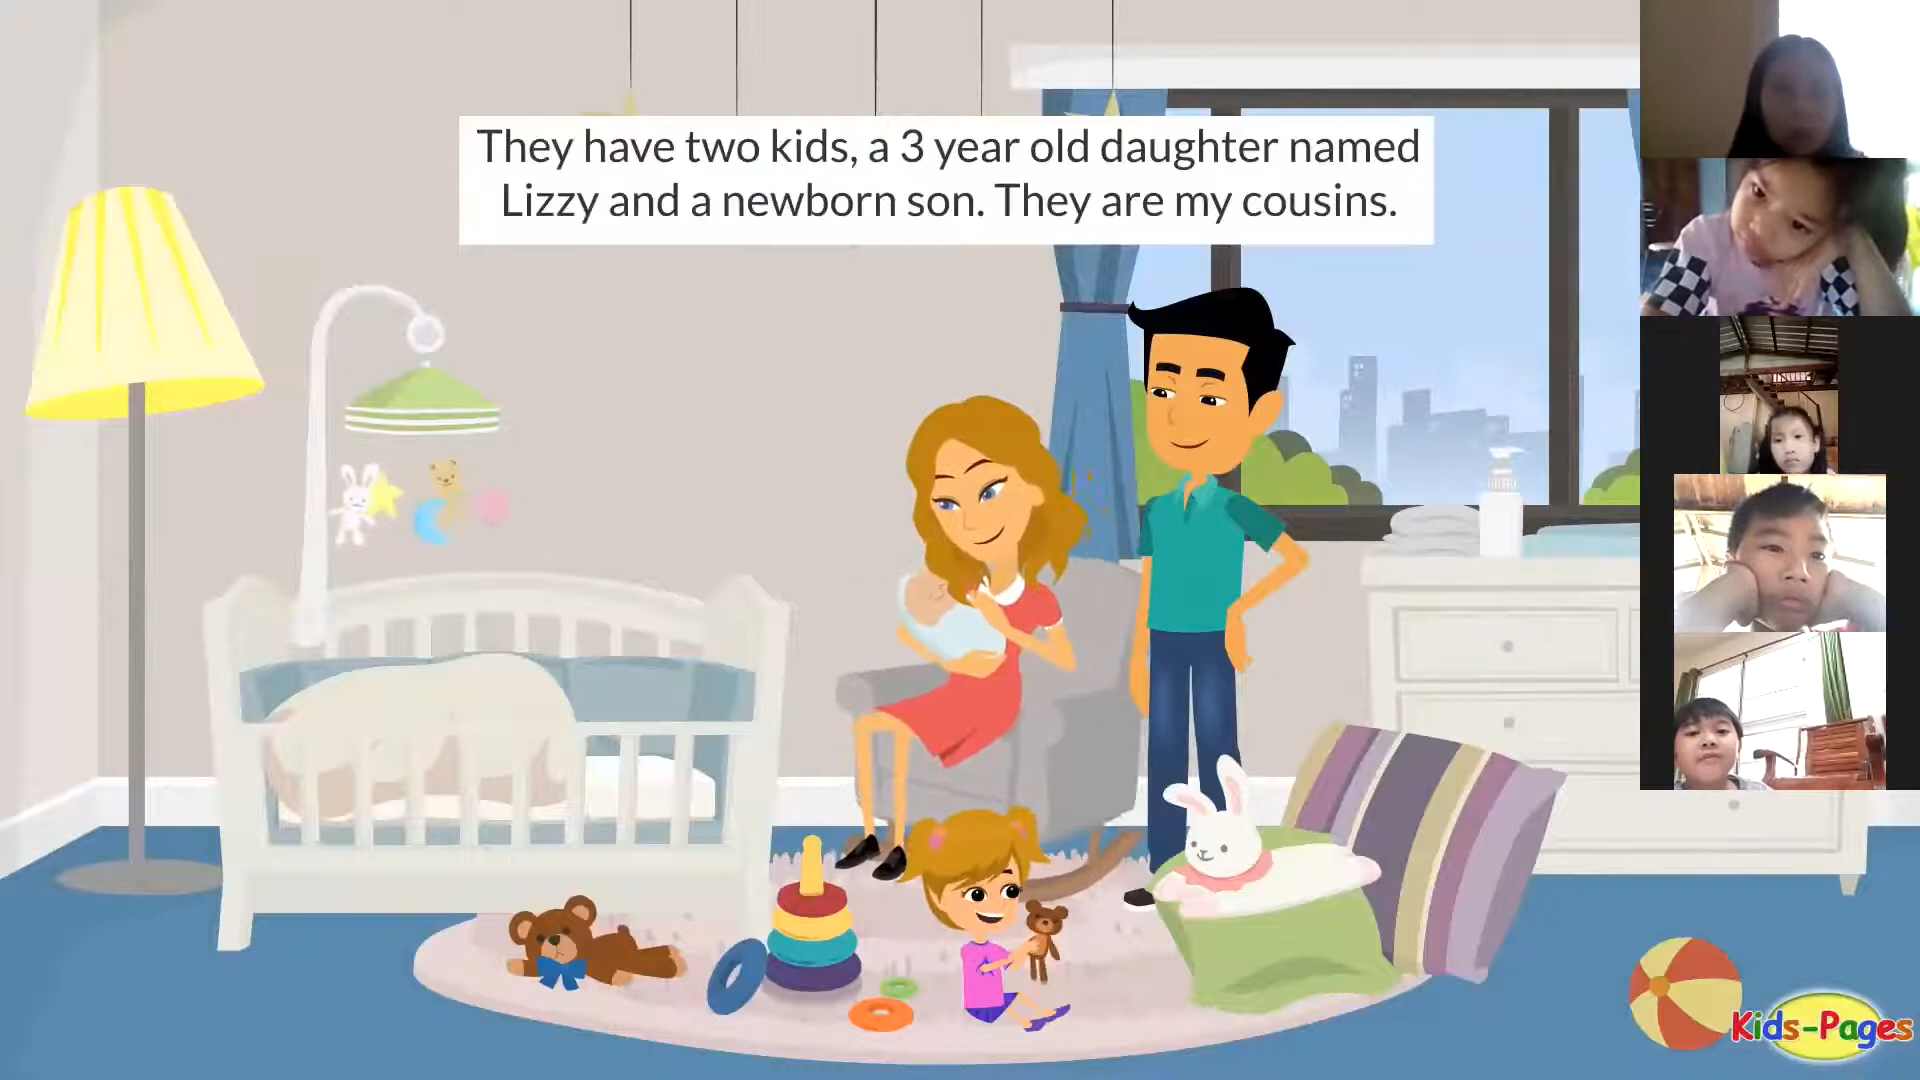 They have two kids, a 3 year old daughter named
Lizzy and a newborn son. They are my cousins.
Kids-Pages